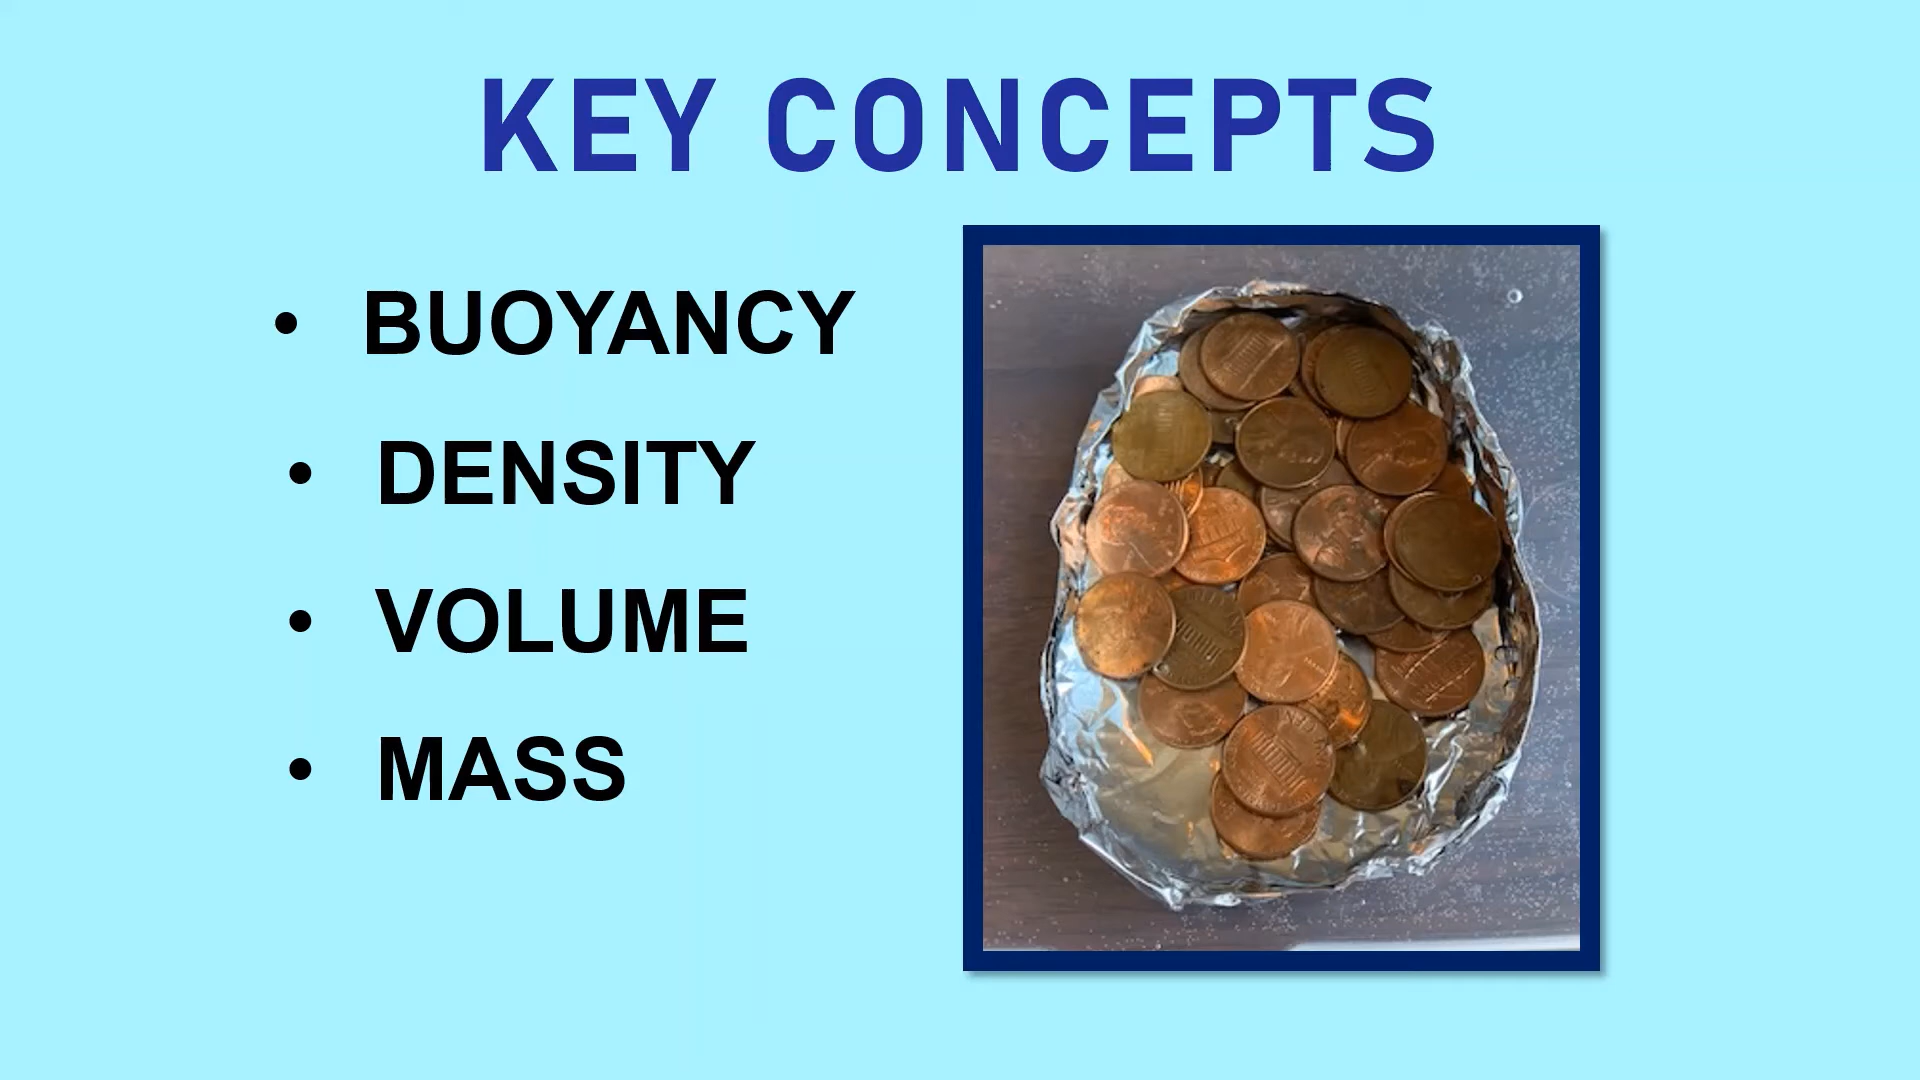 KEY CONCEPTS
• BUOYANCY
• DENSITY
• VOLUME
• MASS